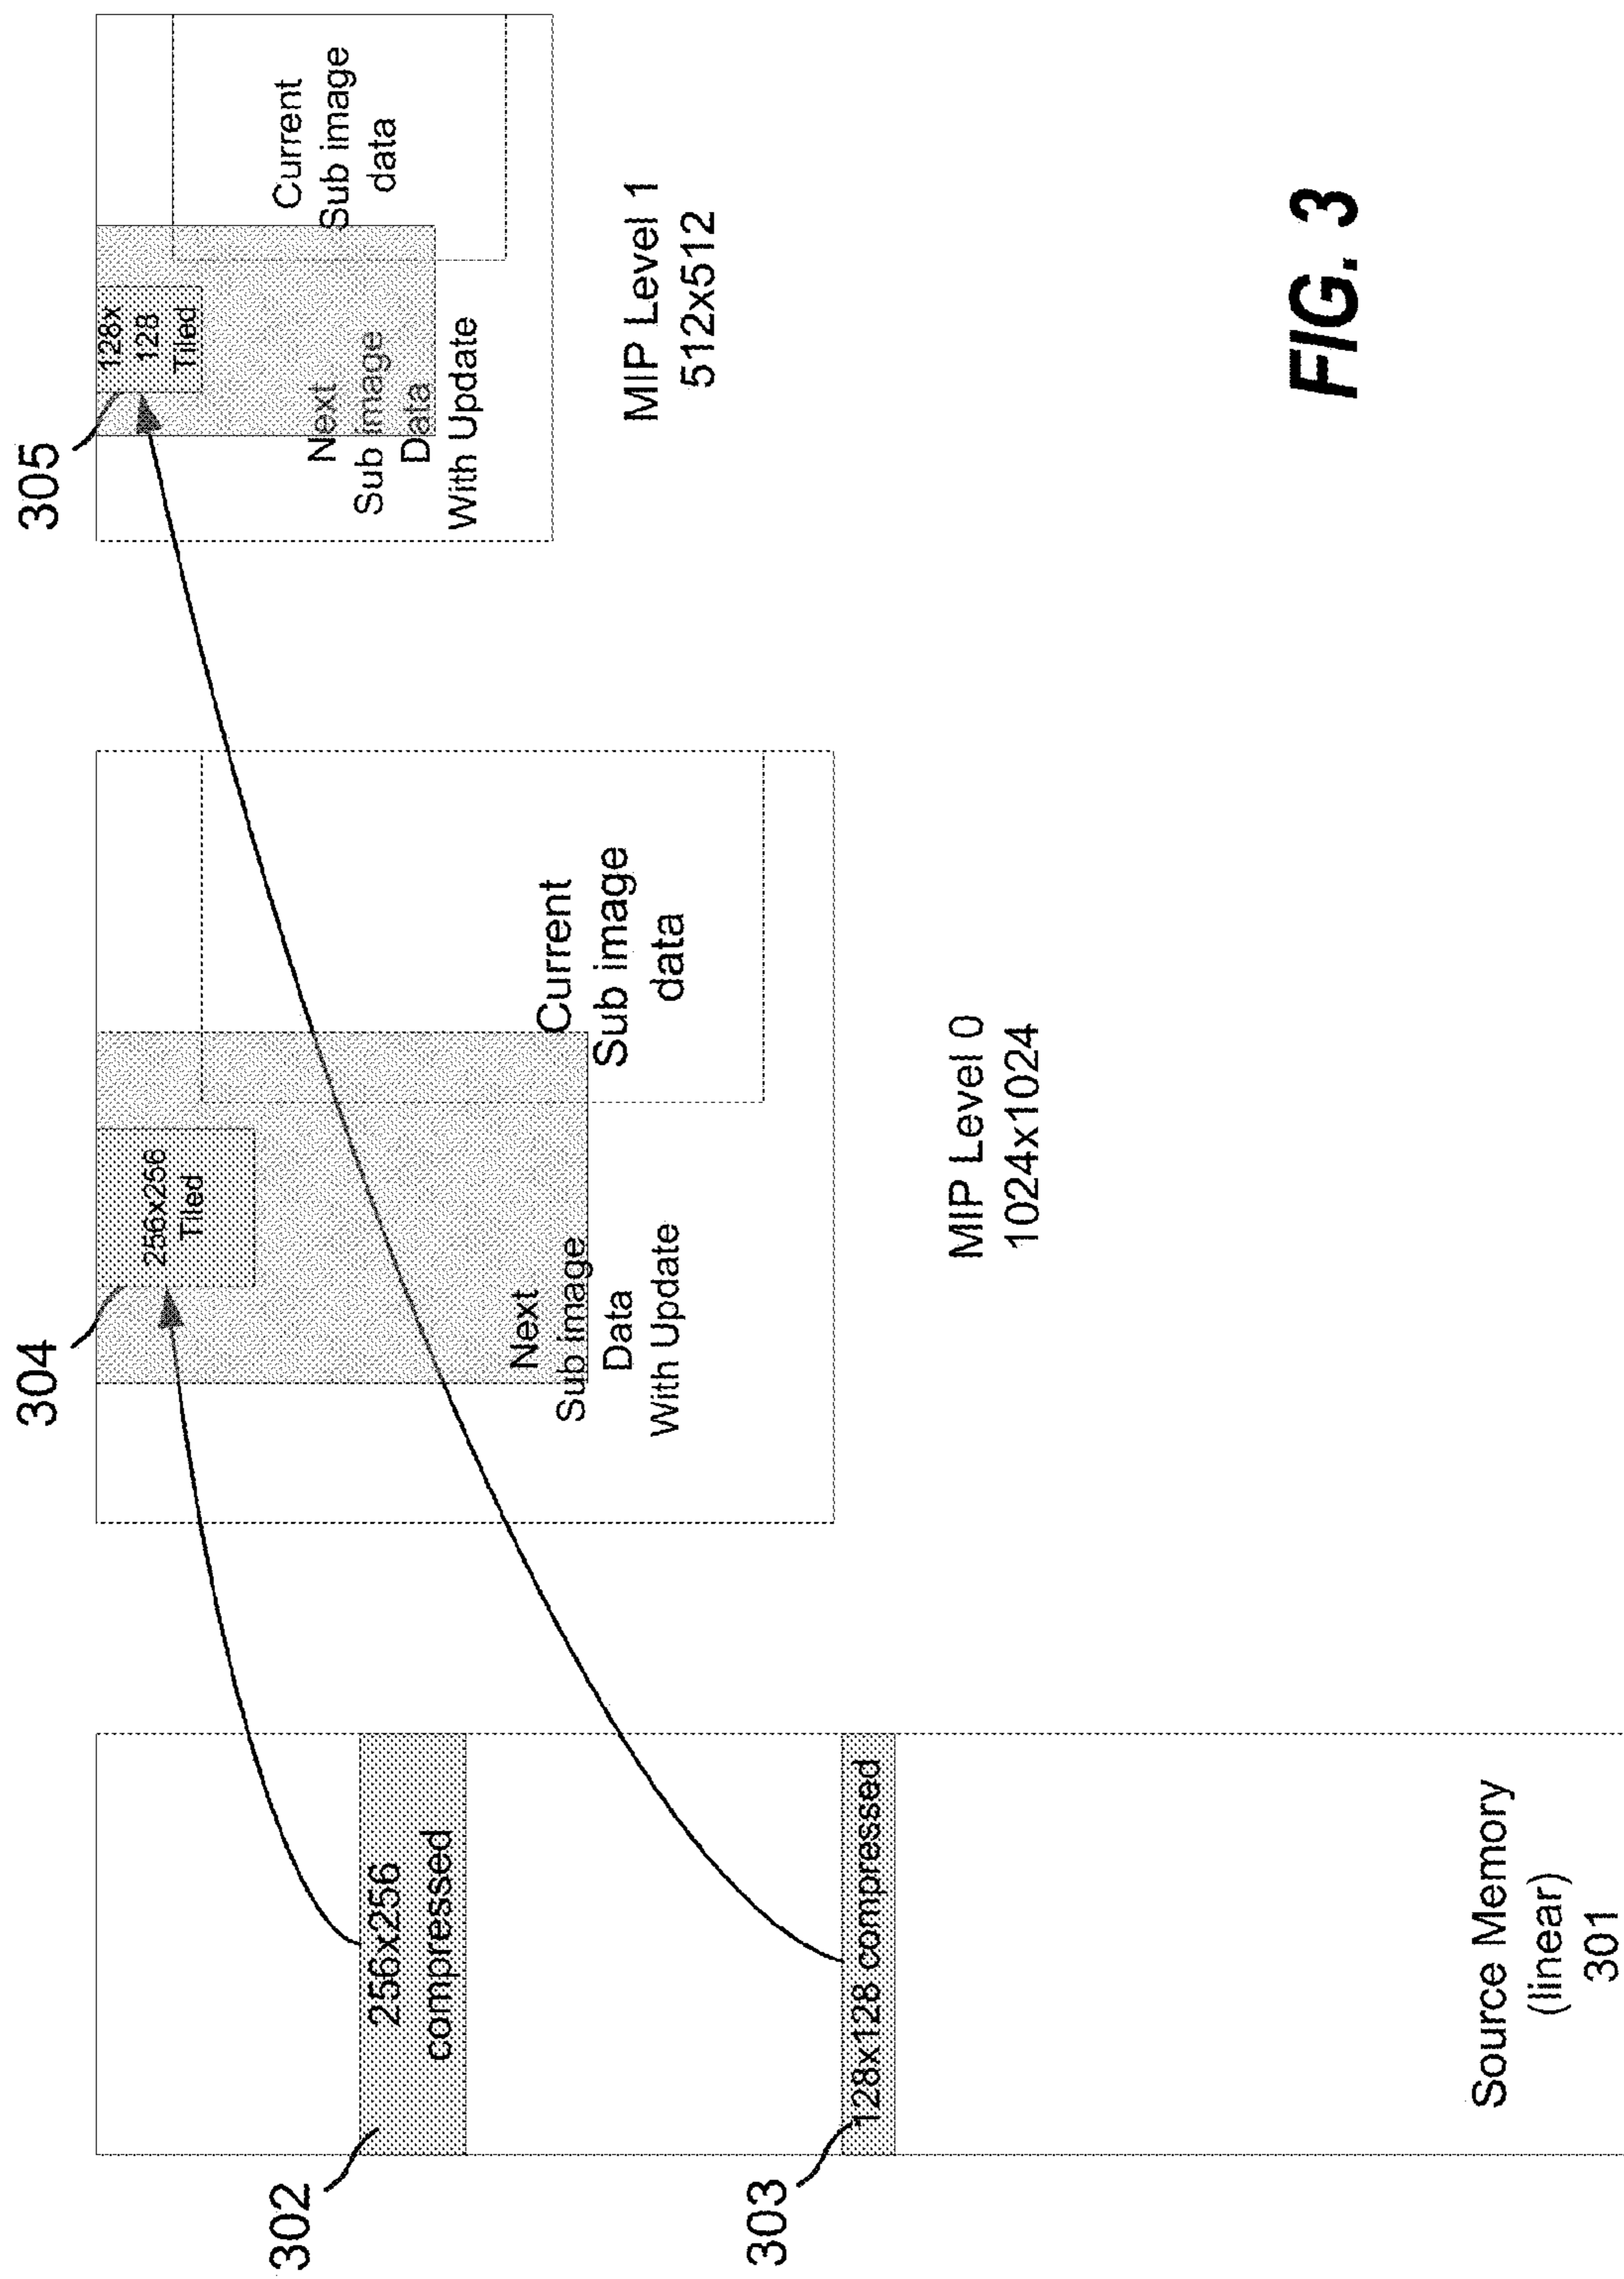 302
303
256x256
compressed
128x128 compressed
Source Memory
(linear)
301
304
256x256
Tiled
Next
Sub image
Data
With Update
Current
Sub image
data
MIP Level 0
1024x1024
305
128x
128
Tiled
Next
Sub image
Data
With Update
Current
Sub image
data
MIP Level 1
512x512
FIG. 3